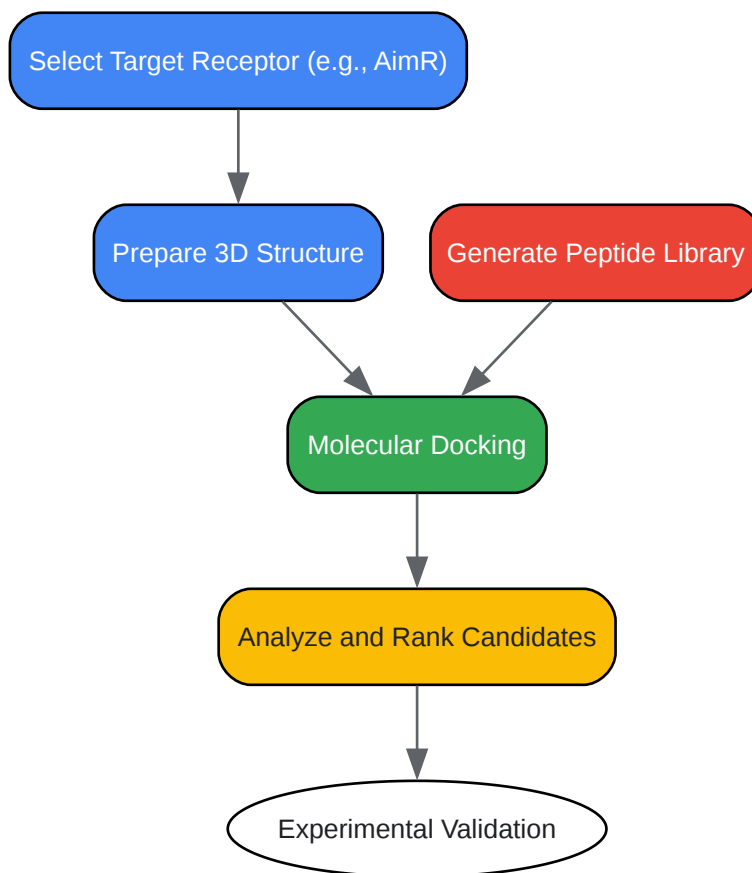 Select Target Receptor (e.g., AimR)
Prepare 3D Structure
Generate Peptide Library
Molecular Docking
Analyze and Rank Candidates
Experimental Validation